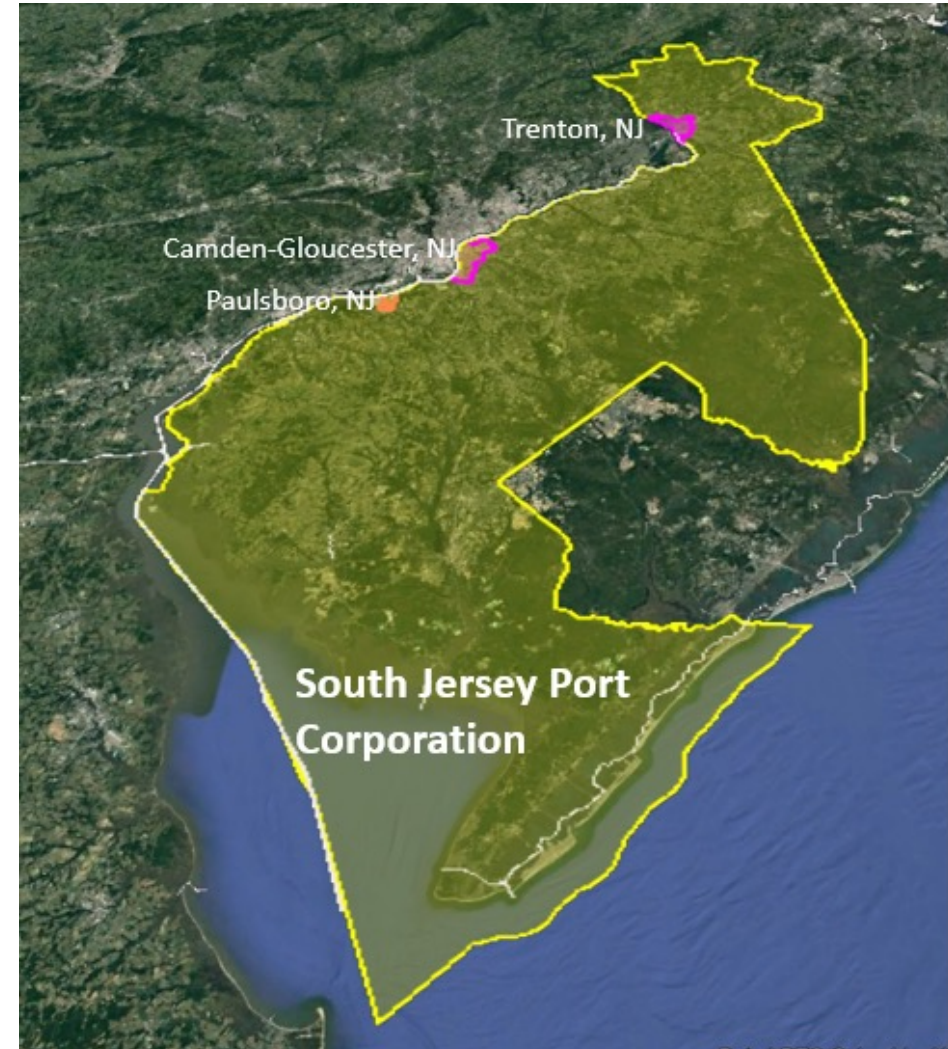 Trenton, NJ
Camden-Gloucester, NJ
Paulsboro, NJ
South Jersey Port
Corporation